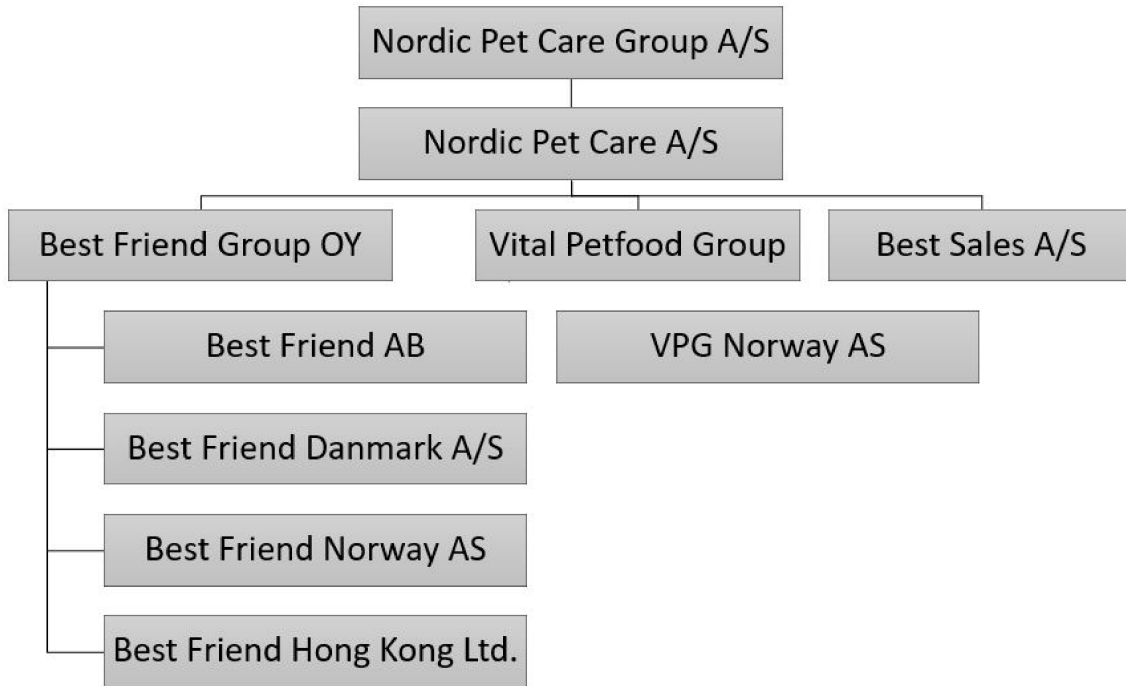 Nordic Pet Care Group A/S
Nordic Pet Care A/S
Best Friend Group OY
Vital Petfood Group
Best Sales A/S
Best Friend AB
VPG Norway AS
Best Friend Danmark A/S
Best Friend Norway AS
Best Friend Hong Kong Ltd.